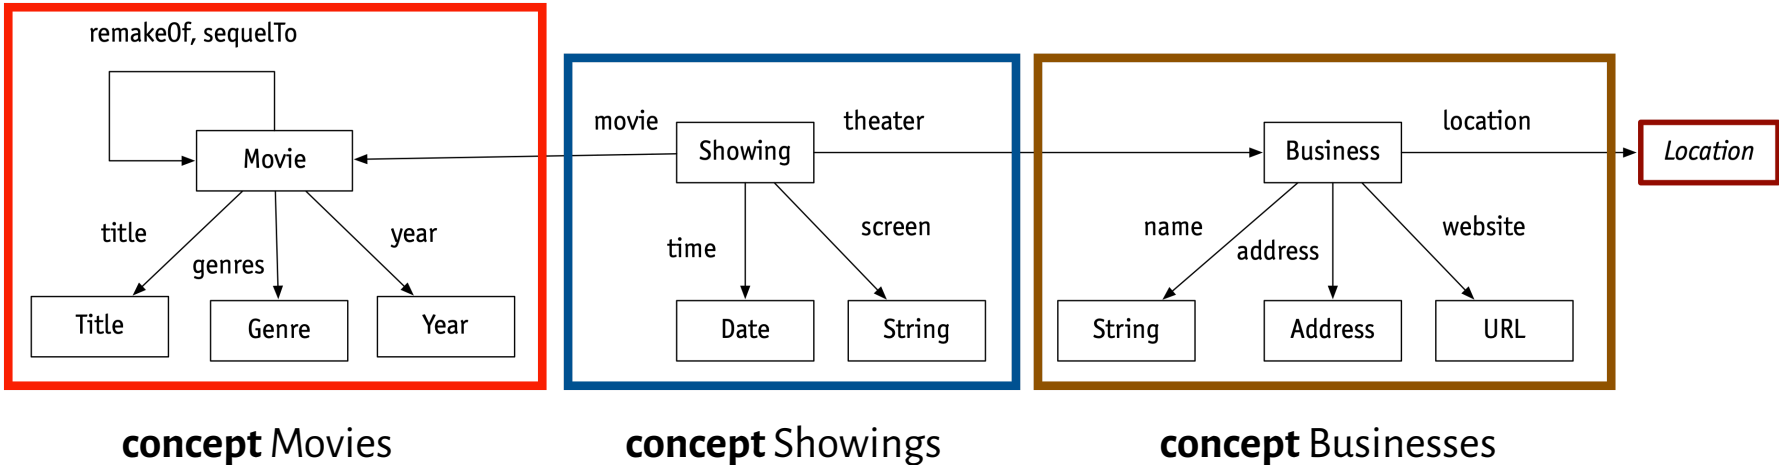 remakeOf, sequelTo
Movie
title
genres
year
Title
Genre
Year
concept Movies
movie
Showing
theater
time
screen
Date
String
concept Showings
Business
location
name
address
website
String
Address
URL
concept Businesses
Location